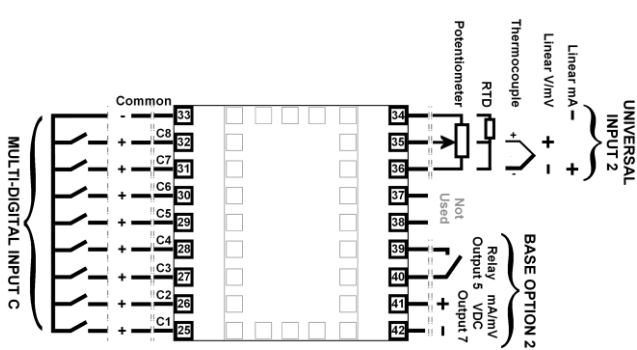 UNIVERSAL
INPUT 2
Linear mA
Linear V/mV
Thermocouple
RTD
Potentiometer
− + −
+ − + -
Common
- 33
C8
+ 32
C7
+ 31
C6
+ 30
C5
+ 29
C4
+ 28
C3
+ 27
C2
+ 26
C1
+ 25
MULTI-DIGITAL INPUT C
34
35
36
37
38
39
40
41 +
42 −
Not
Used
BASE OPTION 2
Relay mA/mV
Output 5 VDC
Output 7